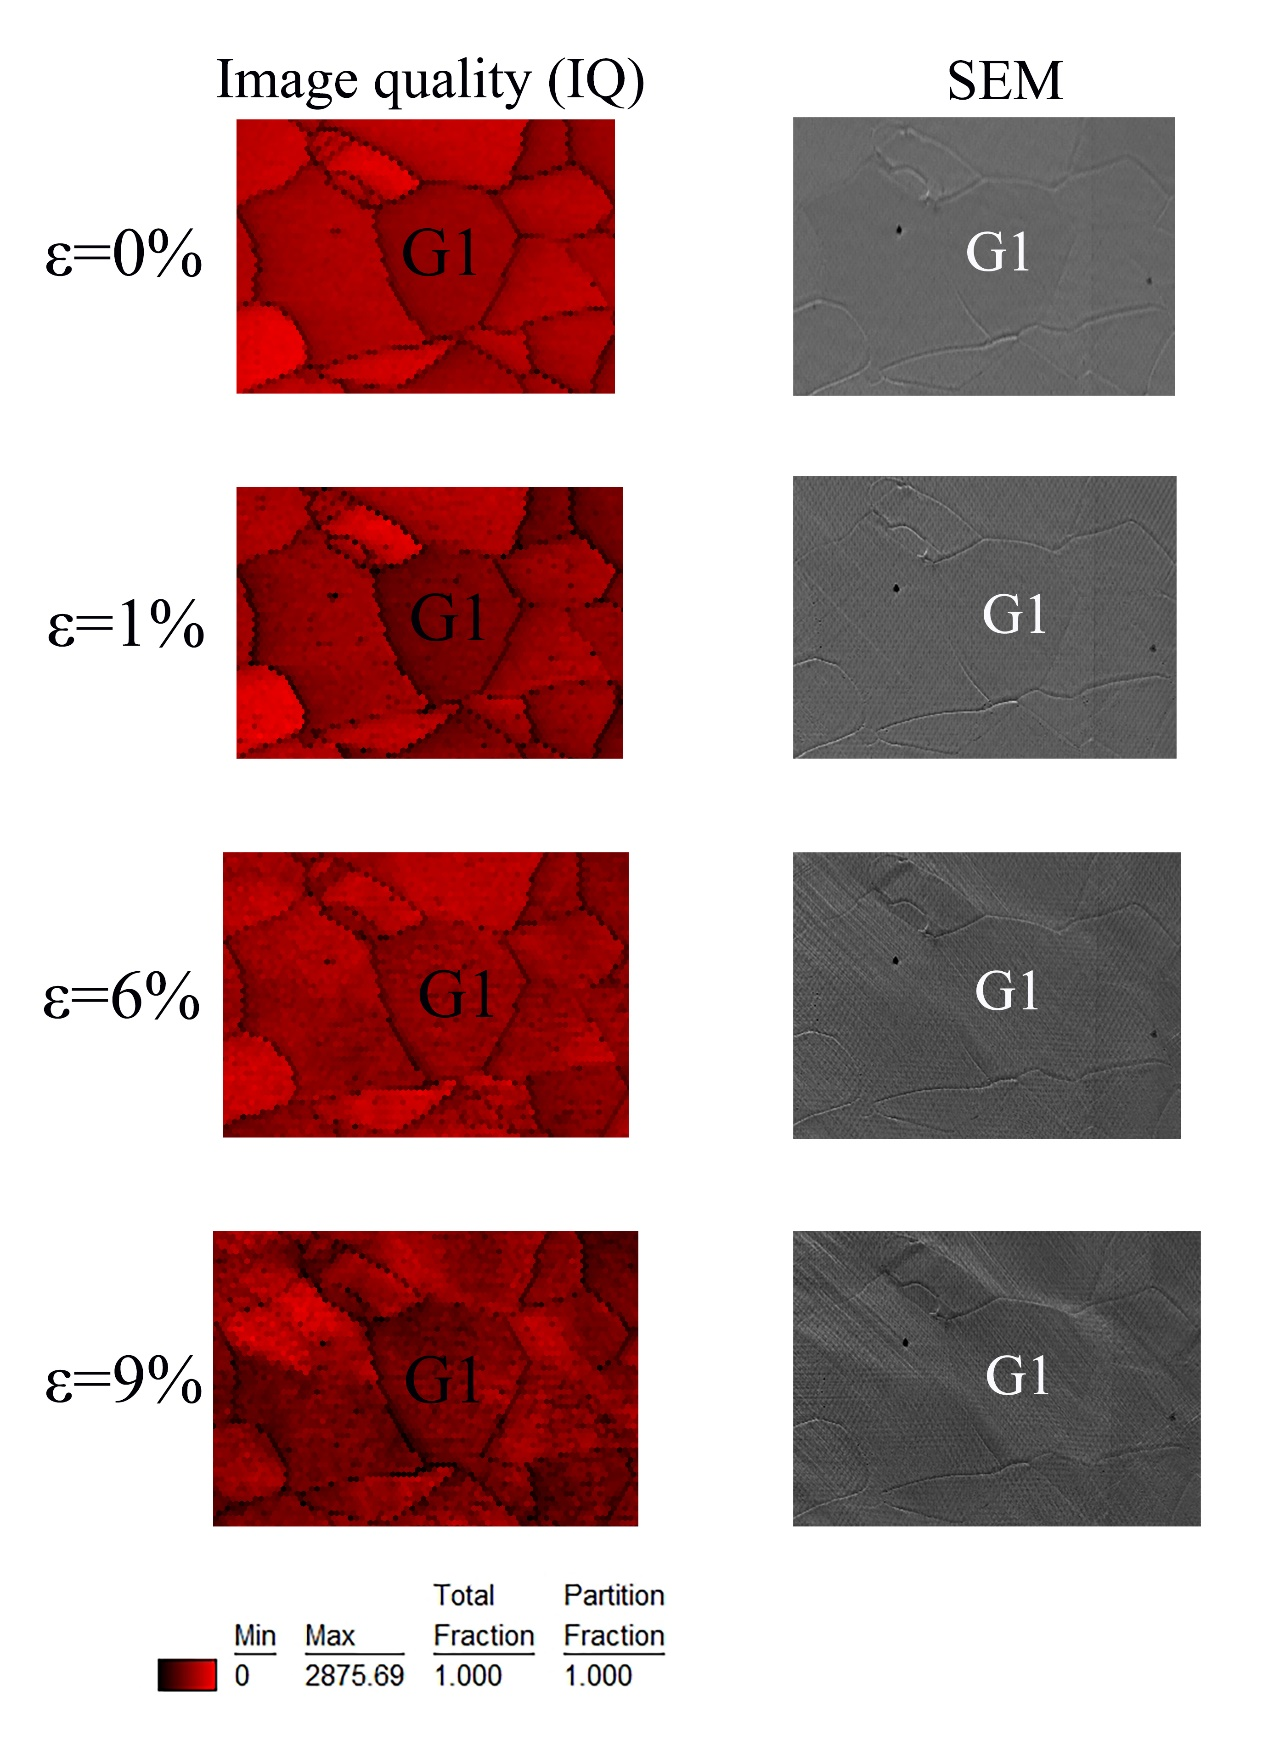 Image quality (IQ) SEM
ε=0% G1 G1
ε=1% G1 G1
ε=6% G1 G1
ε=9% G1 G1
Total Partition
Min Max Fraction Fraction
0 2875.69 1.000 1.000